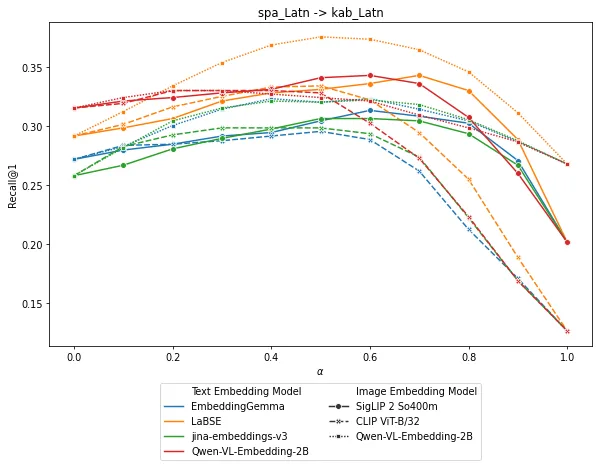 spa_Latn -> kab_Latn
Recall@1
0.35
0.30
0.25
0.20
0.15
0.0 0.2 0.4 0.6 0.8 1.0
α
Text Embedding Model Image Embedding Model
EmbeddingGemma SigLIP 2 So400m
LaBSE CLIP ViT-B/32
jina-embeddings-v3 Qwen-VL-Embedding-2B
Qwen-VL-Embedding-2B